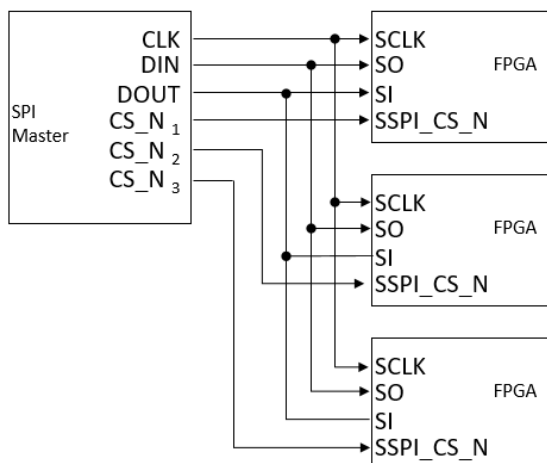 SPI
Master
CLK
DIN
DOUT
CS_N 1
CS_N 2
CS_N 3
SCLK
SO
SI
SSPI_CS_N
FPGA
SCLK
SO
SI
SSPI_CS_N
FPGA
SCLK
SO
SI
SSPI_CS_N
FPGA